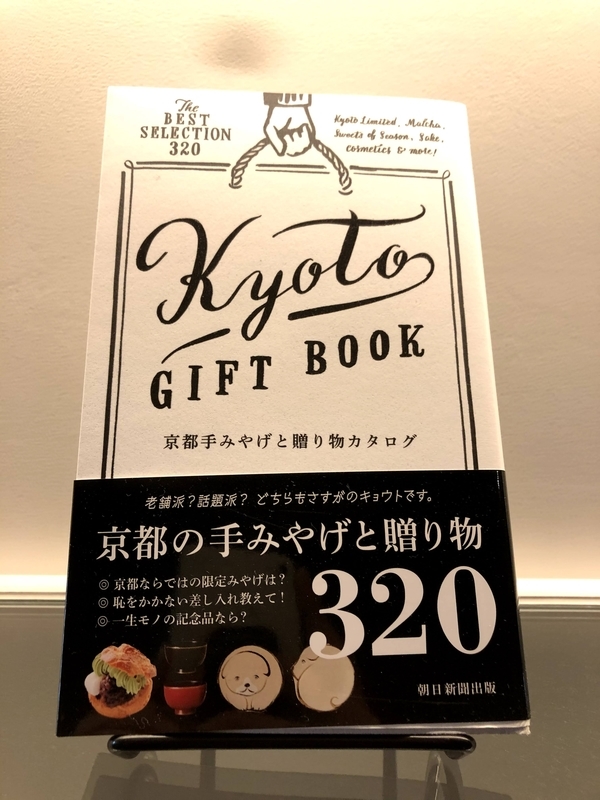 The
BEST
SELECTION
320
Kyoto Limited, Matcha,
Sweets of Season, Sake,
Cosmetics & more!
Kyoto
GIFT BOOK
京都手みやげと贈り物カタログ
老舗派?話題派? どちらもさすがのキョウトです。
京都の手みやげと贈り物
320
◎ 京都ならではの限定みやげは?
◎ 恥をかかない差し入れ教えて!
◎ 一生モノの記念品なら?
朝日新聞出版